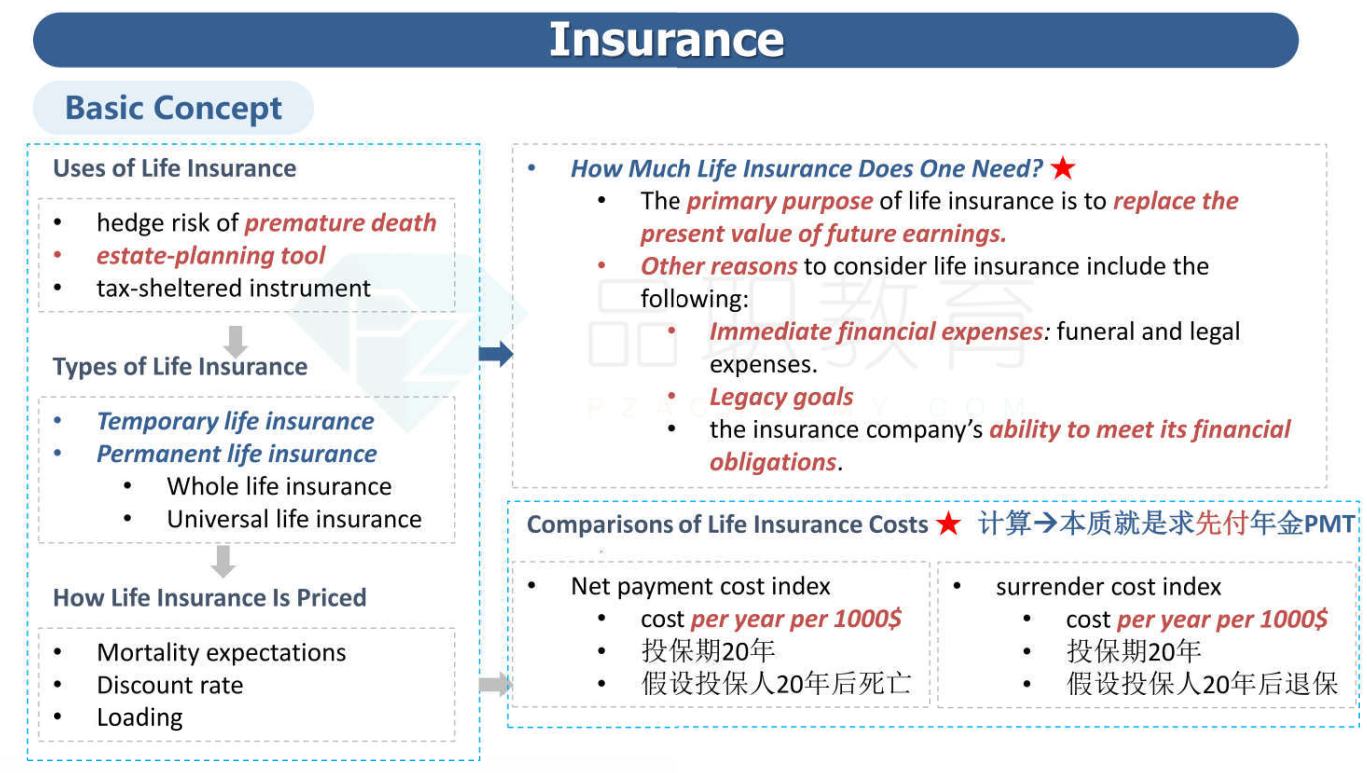 Insurance
Basic Concept
Uses of Life Insurance
• hedge risk of premature death
• estate-planning tool
• tax-sheltered instrument
Types of Life Insurance
• Temporary life insurance
• Permanent life insurance
• Whole life insurance
• Universal life insurance
How Life Insurance Is Priced
• Mortality expectations
• Discount rate
• Loading
• How Much Life Insurance Does One Need? ★
• The primary purpose of life insurance is to replace the
present value of future earnings.
• Other reasons to consider life insurance include the
following:
• Immediate financial expenses: funeral and legal
expenses.
• Legacy goals
• the insurance company's ability to meet its financial
obligations.
Comparisons of Life Insurance Costs ★ 计算→本质就是求先付年金PMT
• Net payment cost index
• cost per year per 1000$
• 投保期20年
• 假设投保人20年后死亡
• surrender cost index
• cost per year per 1000$
• 投保期20年
• 假设投保人20年后退保
PZ
品职教育
PZACADEMY.COM